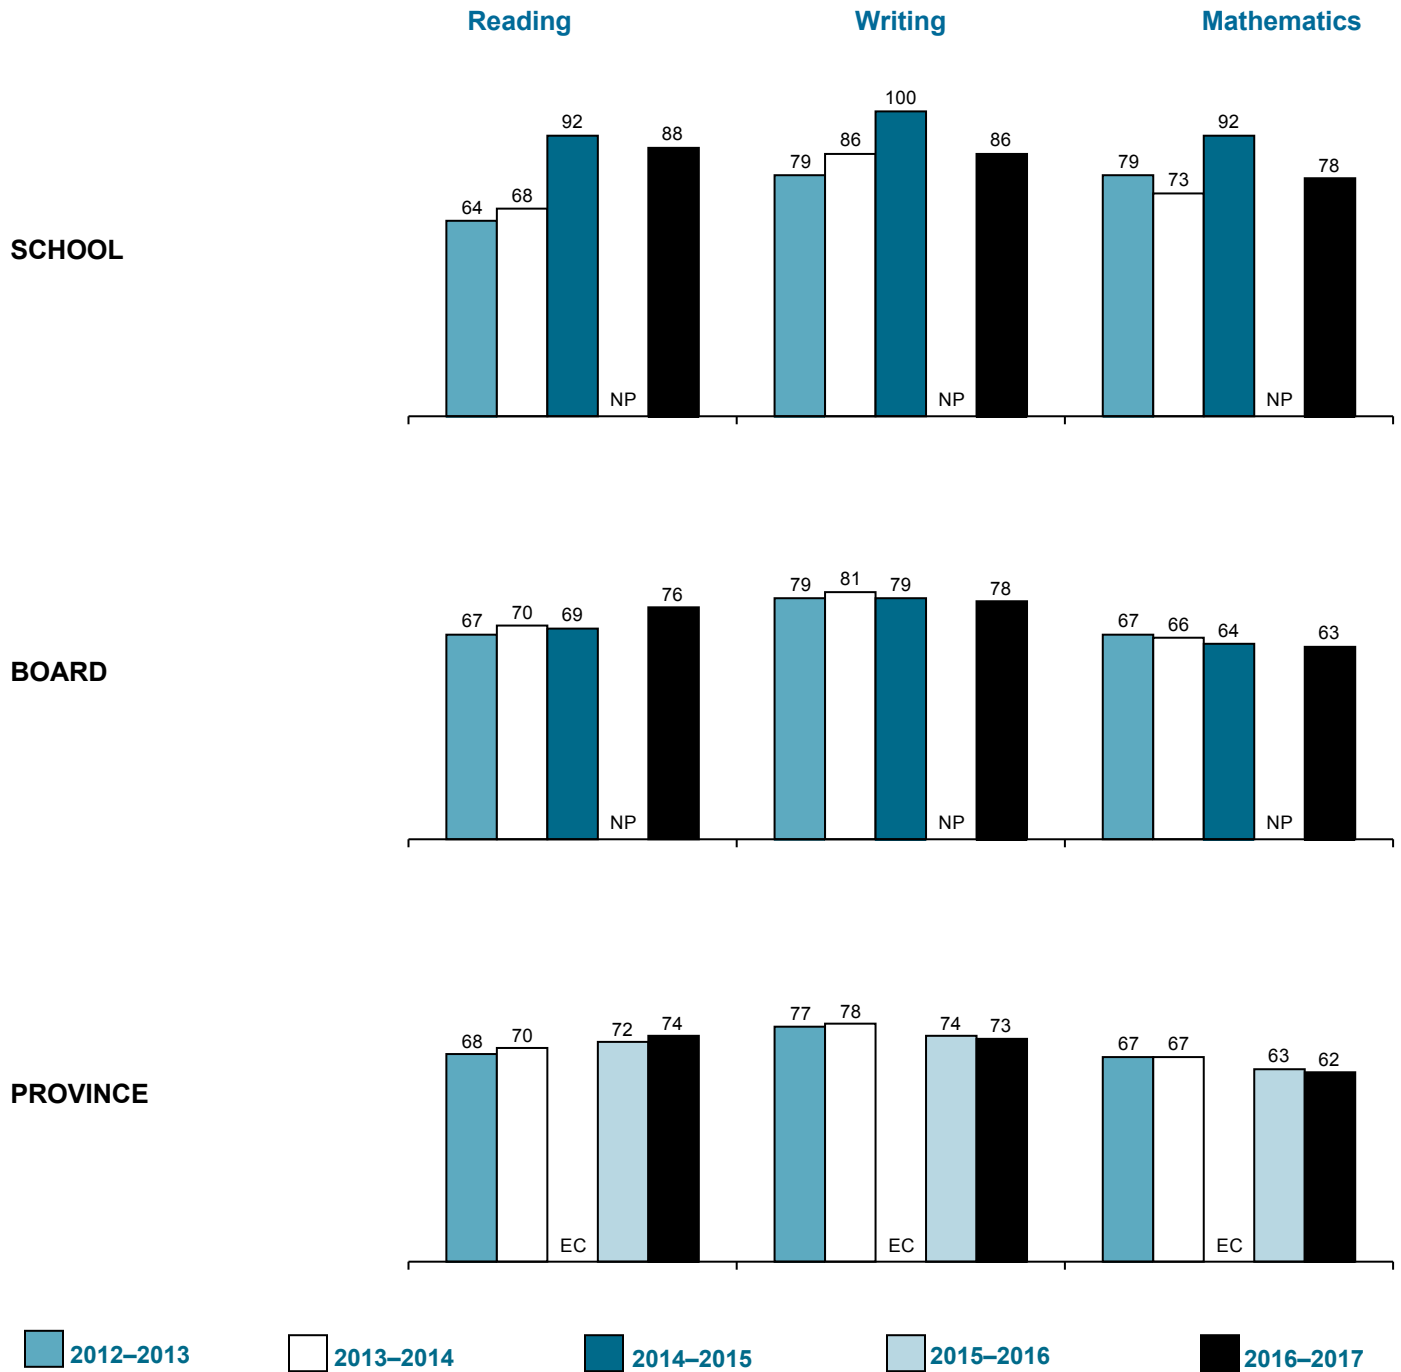 Reading Writing Mathematics
100
92 92
88
86 86
79 79 78
73
68
64
SCHOOL
NP NP NP
81
79 79 78
76
70 69
67 67 66 64 63
BOARD
NP NP NP
77 78
74 74 73
72
70
68 67 67
63 62
PROVINCE
EC EC EC
2012–2013 2013–2014 2014–2015 2015–2016 2016–2017